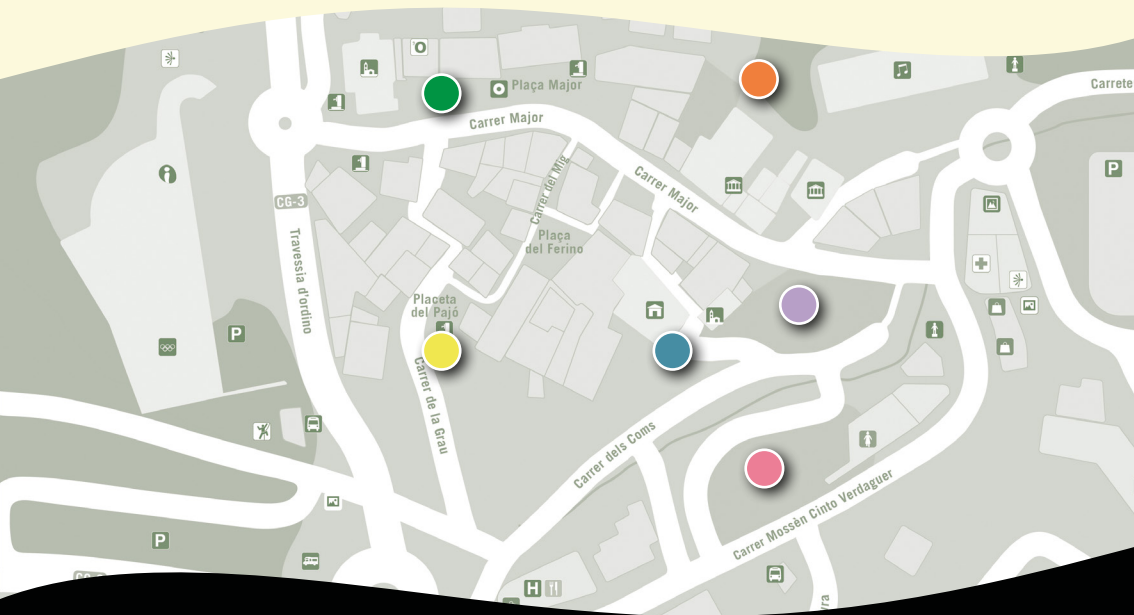 Plaça Major
Carrete
Carrer Major
Carrer del Mig
Carrer Major
P
CG-3
Plaça
del Ferino
Travessia d'ordino
Placeta
del Pajó
P
Carrer de la Grau
Carrer dels Coms
P
Carrer Mossèn Cinto Verdaguer
H